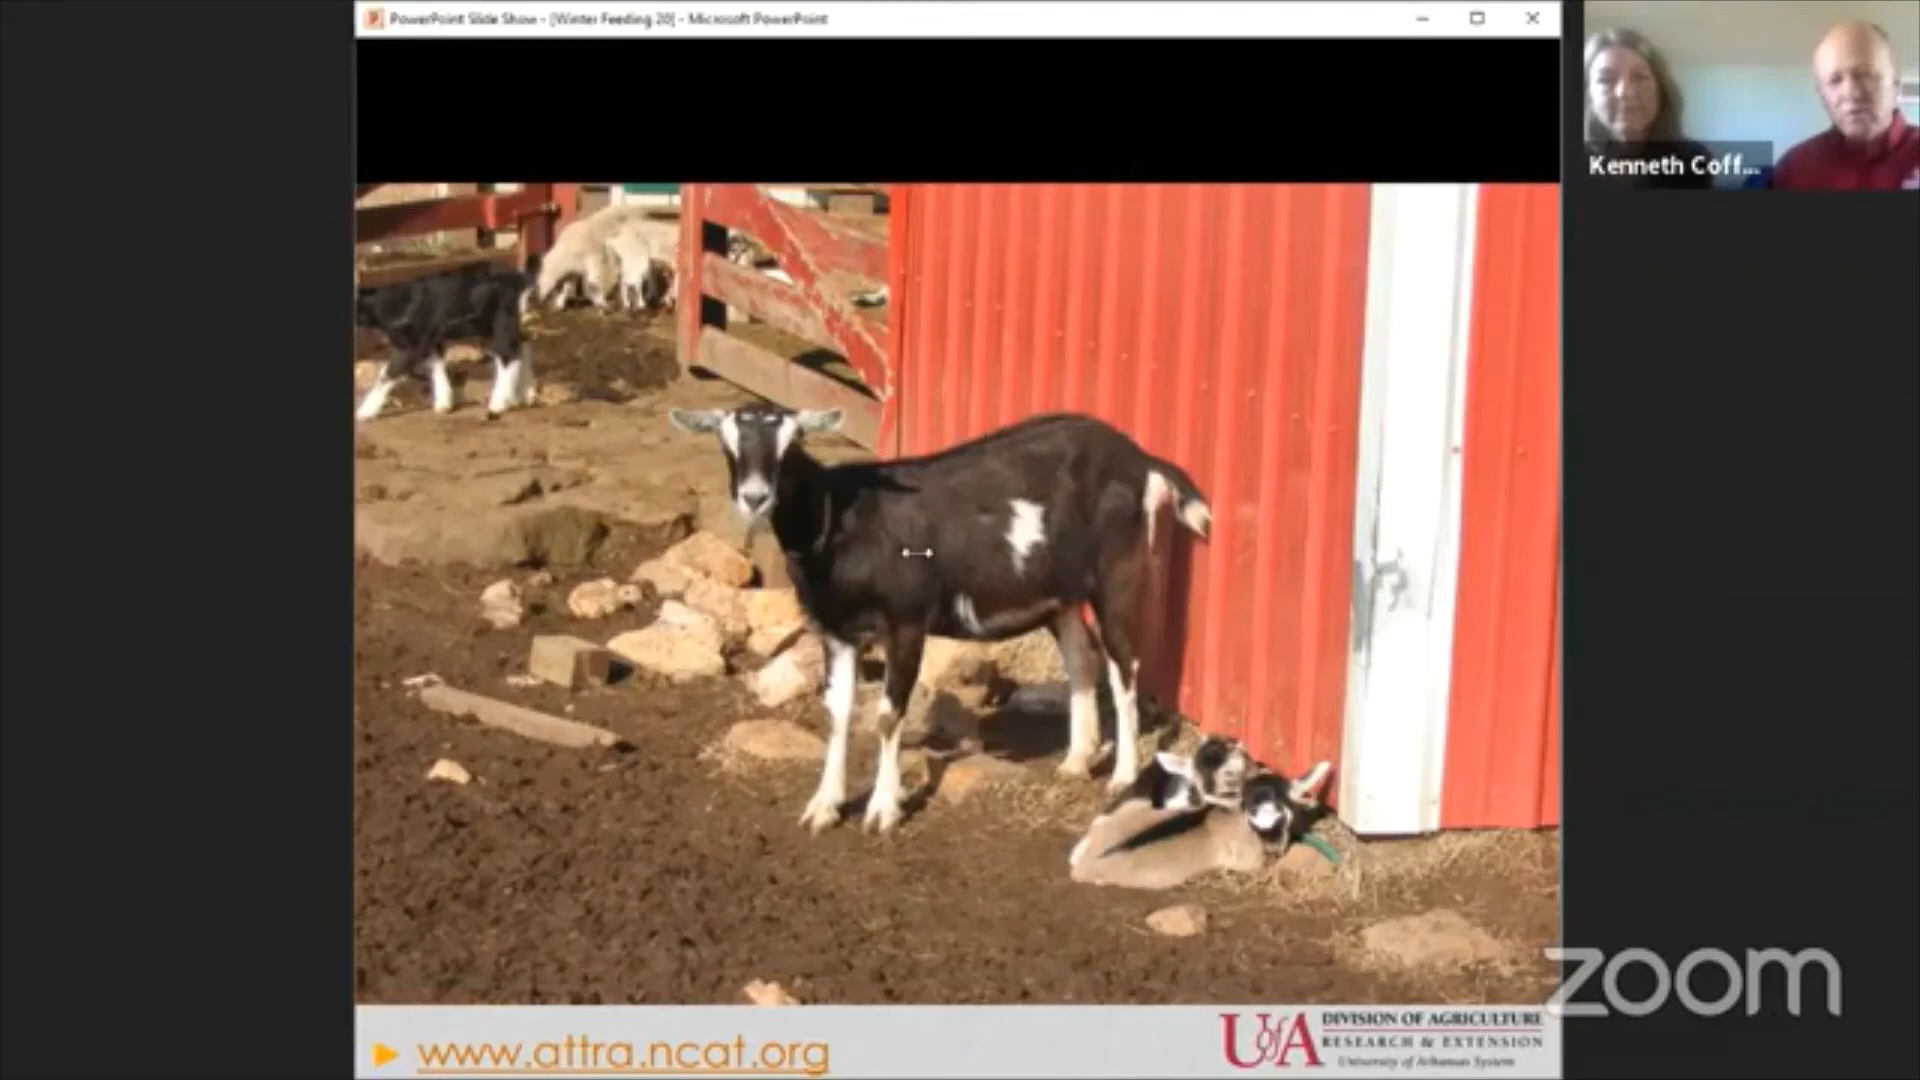 PowerPoint Slide Show - [Winter Feeding 20] - Microsoft PowerPoint
Kenneth Coff...
www.attra.ncat.org
UofA DIVISION OF AGRICULTURE
RESEARCH & EXTENSION
University of Arkansas System
zoom